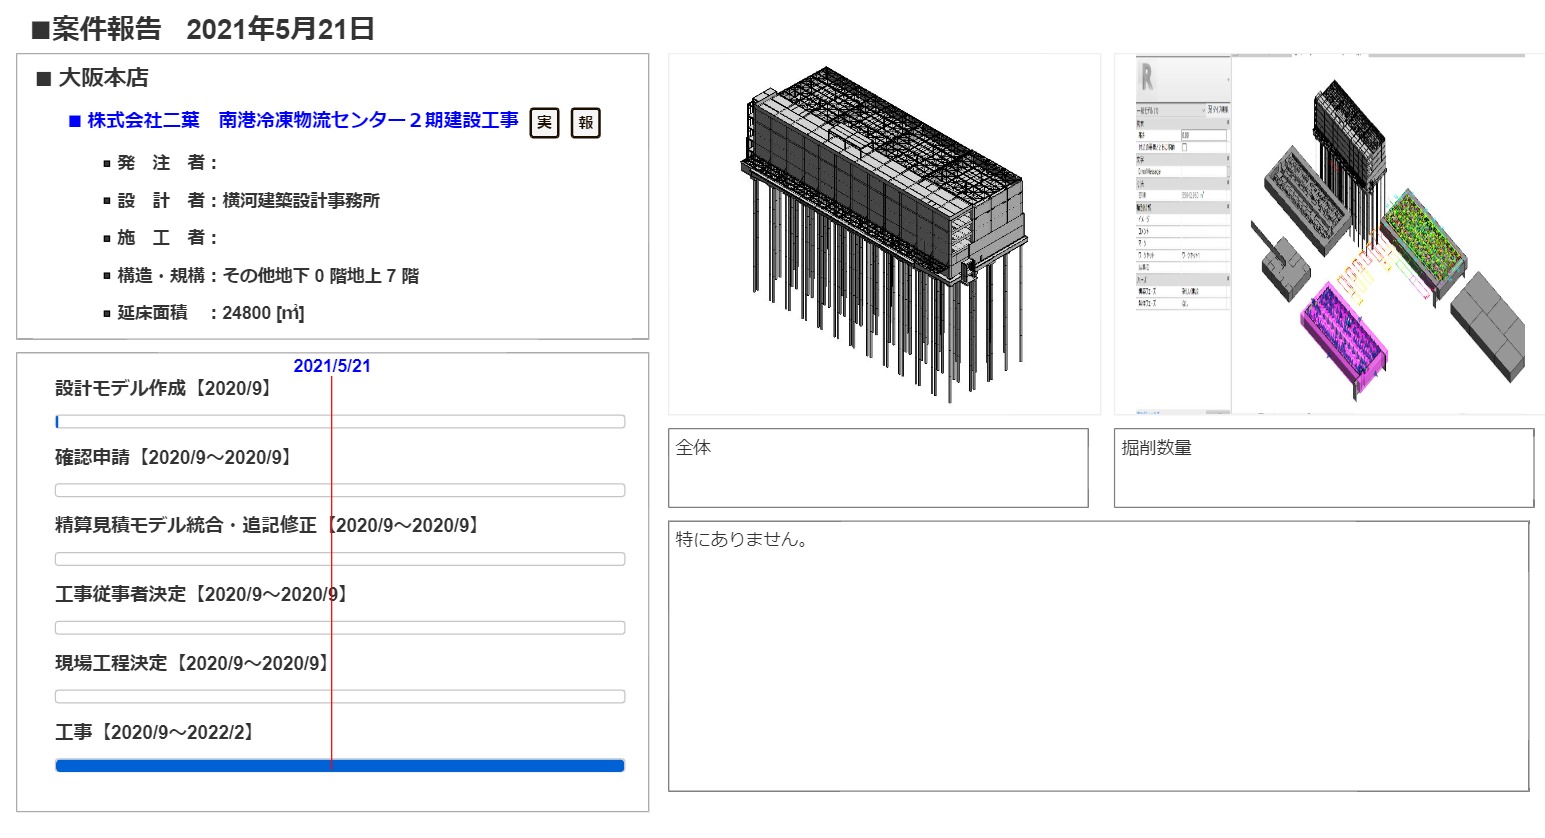 ■案件報告 2021年5月21日
■ 大阪本店
■ 株式会社二葉 南港冷凍物流センター２期建設工事 実 報
▪ 発 注 者：
▪ 設 計 者：横河建築設計事務所
▪ 施 工 者：
▪ 構造・規構：その他地下 0 階地上 7 階
▪ 延床面積 ：24800 [㎡]
2021/5/21
設計モデル作成【2020/9】
確認申請【2020/9～2020/9】
精算見積モデル統合・追記修正【2020/9～2020/9】
工事従事者決定【2020/9～2020/9】
現場工程決定【2020/9～2020/9】
工事【2020/9～2022/2】
R
全体
掘削数量
特にありません。